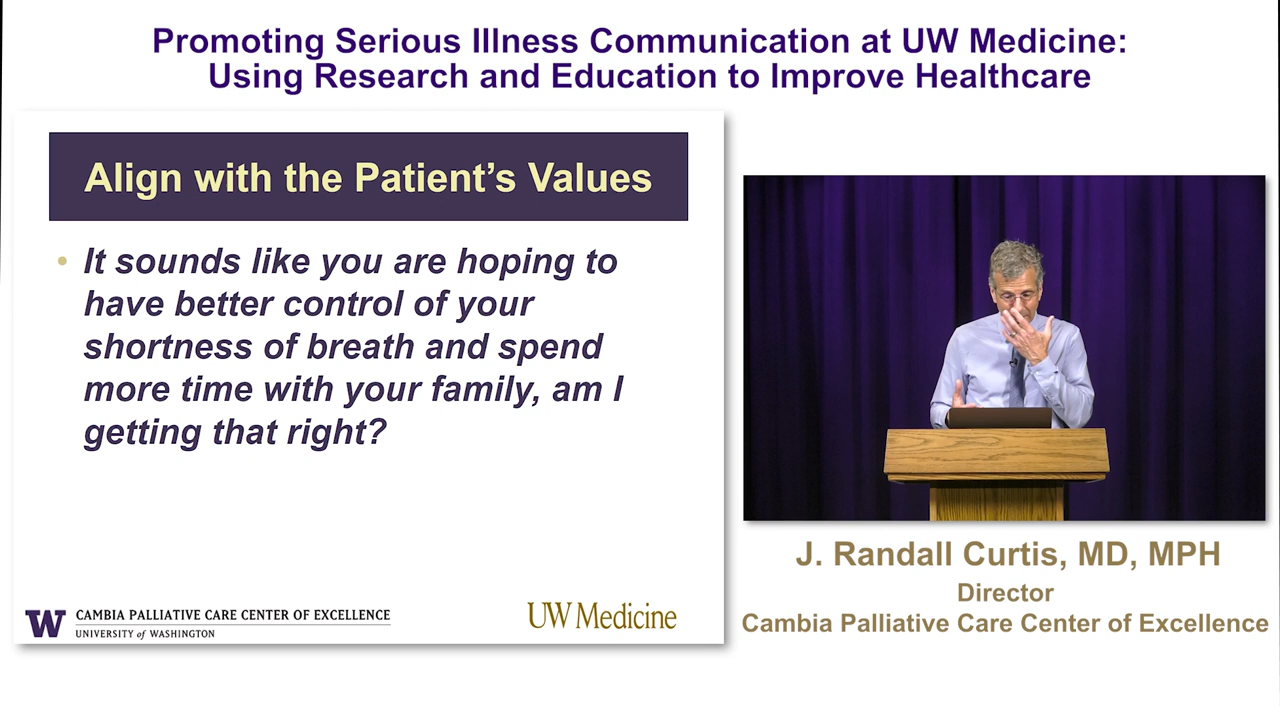 Promoting Serious Illness Communication at UW Medicine:
Using Research and Education to Improve Healthcare
Align with the Patient's Values
• It sounds like you are hoping to
have better control of your
shortness of breath and spend
more time with your family, am I
getting that right?
W CAMBIA PALLIATIVE CARE CENTER OF EXCELLENCE
UNIVERSITY of WASHINGTON
UW Medicine
J. Randall Curtis, MD, MPH
Director
Cambia Palliative Care Center of Excellence